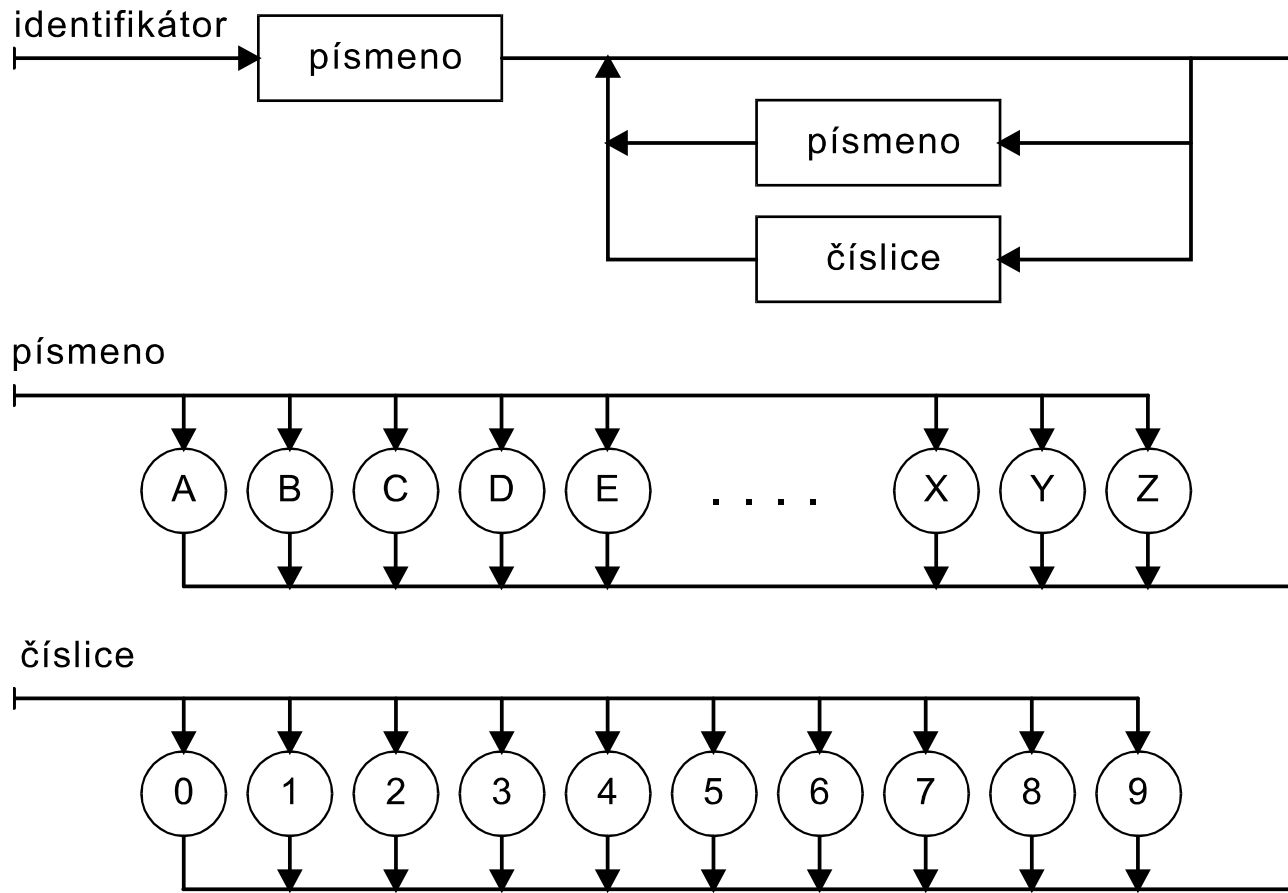 identifikátor
písmeno
písmeno
číslice
písmeno
A B C D E . . . . X Y Z
číslice
0 1 2 3 4 5 6 7 8 9